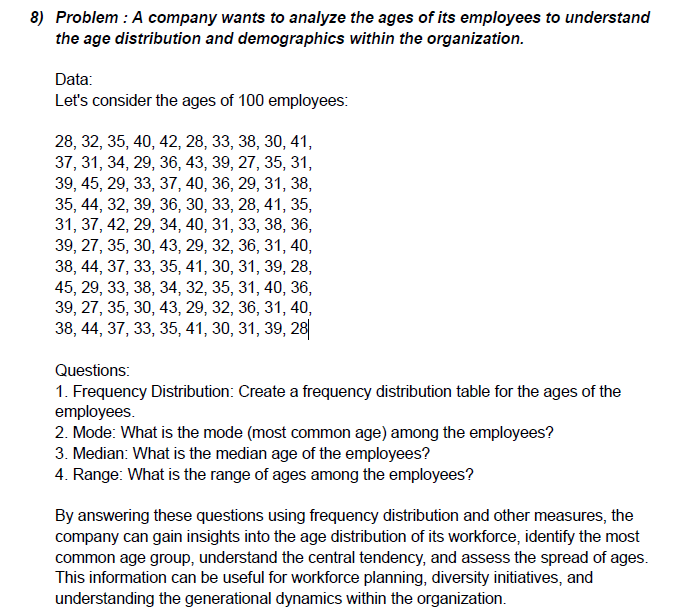 8) Problem : A company wants to analyze the ages of its employees to understand
the age distribution and demographics within the organization.
Data:
Let's consider the ages of 100 employees:
28, 32, 35, 40, 42, 28, 33, 38, 30, 41,
37, 31, 34, 29, 36, 43, 39, 27, 35, 31,
39, 45, 29, 33, 37, 40, 36, 29, 31, 38,
35, 44, 32, 39, 36, 30, 33, 28, 41, 35,
31, 37, 42, 29, 34, 40, 31, 33, 38, 36,
39, 27, 35, 30, 43, 29, 32, 36, 31, 40,
38, 44, 37, 33, 35, 41, 30, 31, 39, 28,
45, 29, 33, 38, 34, 32, 35, 31, 40, 36,
39, 27, 35, 30, 43, 29, 32, 36, 31, 40,
38, 44, 37, 33, 35, 41, 30, 31, 39, 28
Questions:
1. Frequency Distribution: Create a frequency distribution table for the ages of the
employees.
2. Mode: What is the mode (most common age) among the employees?
3. Median: What is the median age of the employees?
4. Range: What is the range of ages among the employees?
By answering these questions using frequency distribution and other measures, the
company can gain insights into the age distribution of its workforce, identify the most
common age group, understand the central tendency, and assess the spread of ages.
This information can be useful for workforce planning, diversity initiatives, and
understanding the generational dynamics within the organization.